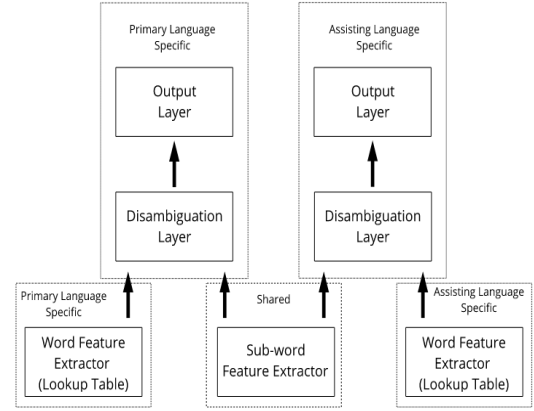 Primary Language
Specific
Output
Layer
Disambiguation
Layer
Assisting Language
Specific
Output
Layer
Disambiguation
Layer
Primary Language
Specific
Word Feature
Extractor
(Lookup Table)
Shared
Sub-word
Feature Extractor
Assisting Language
Specific
Word Feature
Extractor
(Lookup Table)